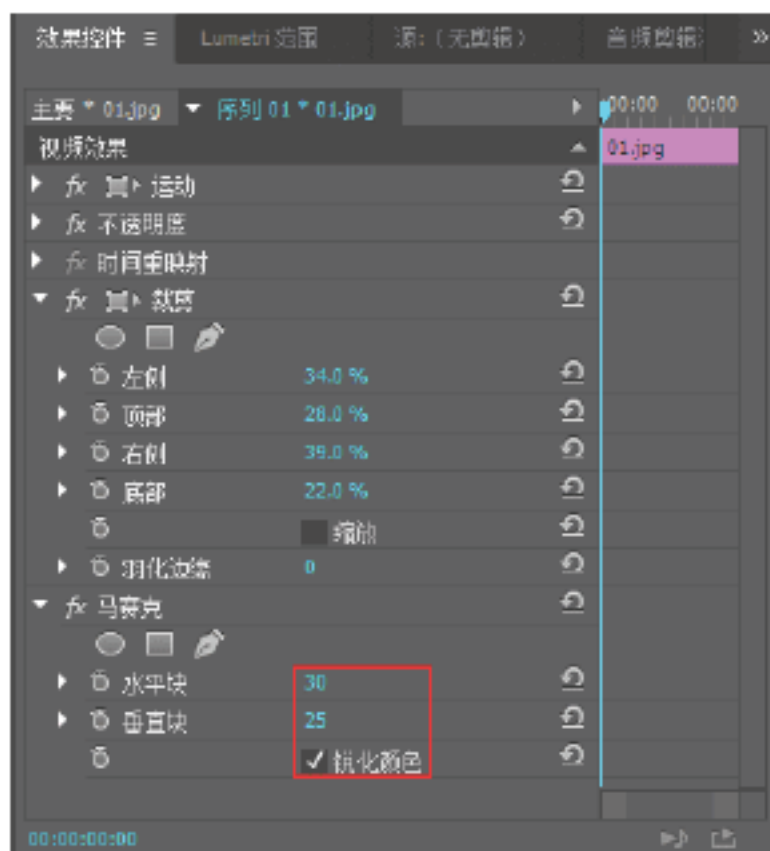 效果控件 ≡ Lumetri 范围 源:（无剪辑） 音频剪辑
主要 * 01.jpg 序列 01 * 01.jpg 00:00 00:00
视频效果 01.jpg
fx 运动
fx 不透明度
fx 时间重映射
fx 裁剪
左侧 34.0 %
顶部 28.0 %
右侧 39.0 %
底部 22.0 %
缩放
羽化边缘 0
fx 马赛克
水平块 30
垂直块 25
锐化颜色
00:00:00:00